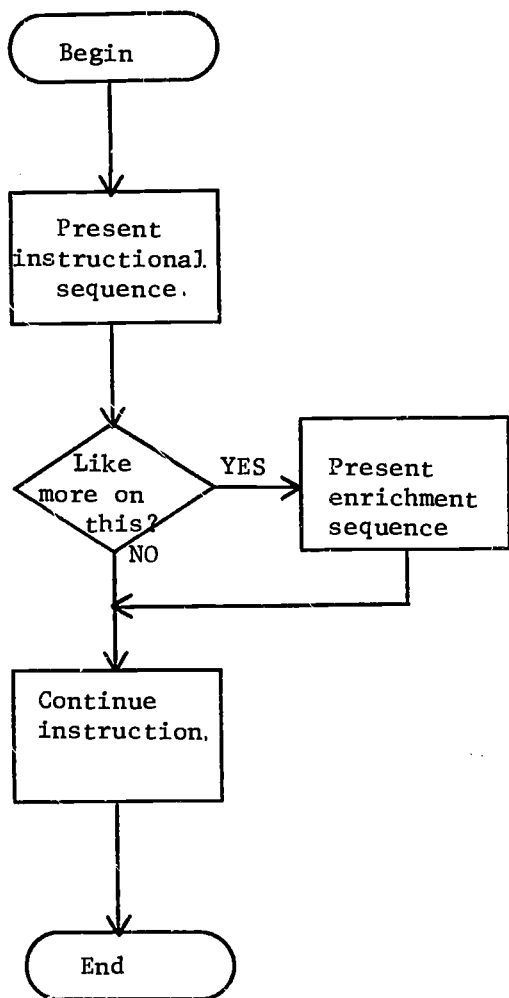 Begin
Present
instructional.
sequence.
Like
more on
this?
YES
Present
enrichment
sequence
NO
Continue
instruction.
End